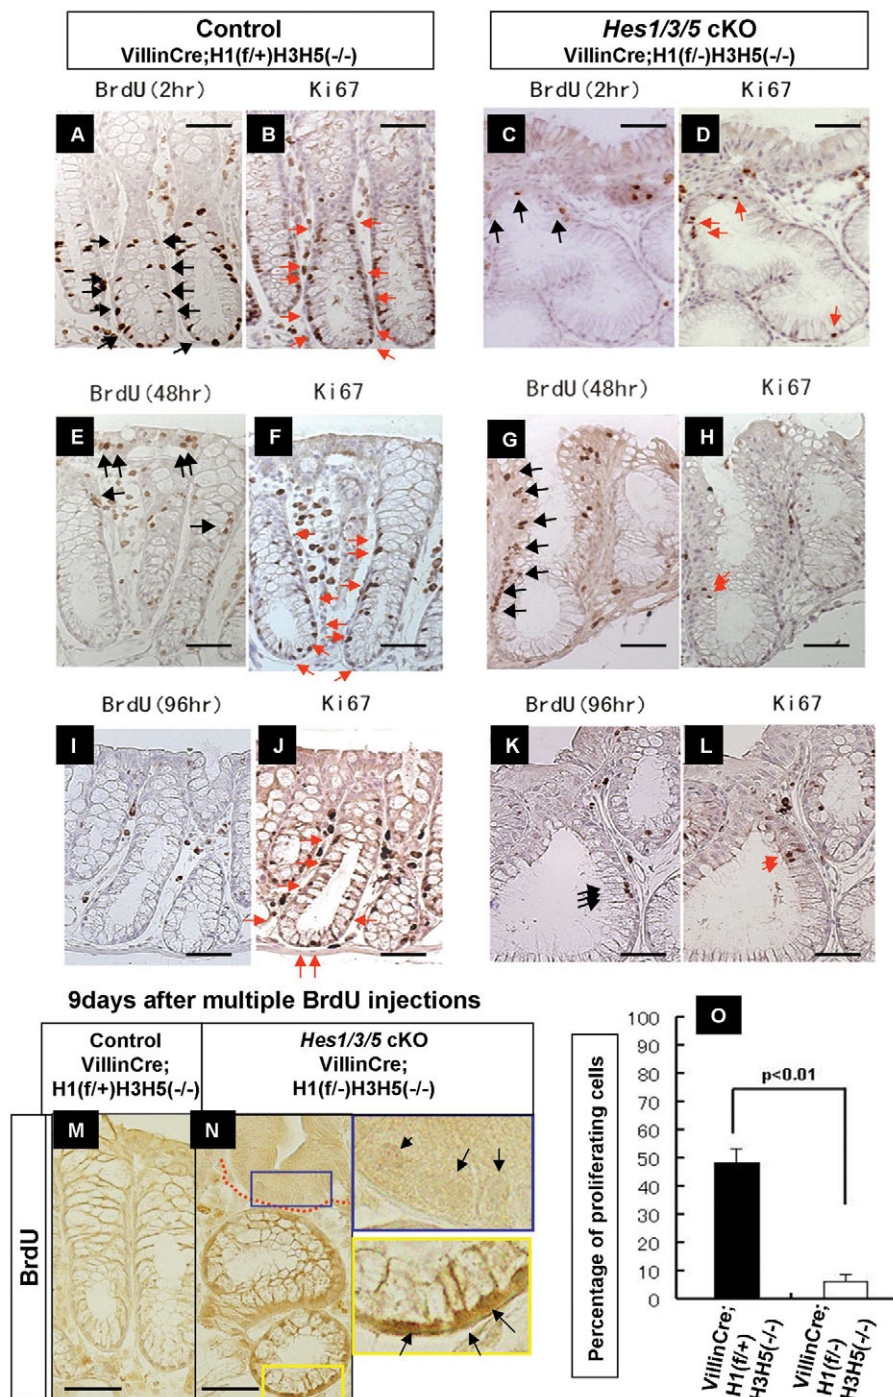 Control
VillinCre;H1(f/+)H3H5(-/-)
Hes1/3/5 cKO
VillinCre;H1(f/-)H3H5(-/-)
BrdU(2hr)
Ki67
BrdU(2hr)
Ki67
A
B
C
D
BrdU(48hr)
Ki67
BrdU(48hr)
Ki67
E
F
G
H
BrdU(96hr)
Ki67
BrdU(96hr)
Ki67
I
J
K
L
9days after multiple BrdU injections
Control
VillinCre;
H1(f/+)H3H5(-/-)
Hes1/3/5 cKO
VillinCre;
H1(f/-)H3H5(-/-)
BrdU
M
N
O
Percentage of proliferating cells
100
90
80
70
60
50
40
30
20
10
0
p<0.01
VillinCre;
H1(f/+)
H3H5(-/-)
VillinCre;
H1(f/-)
H3H5(-/-)